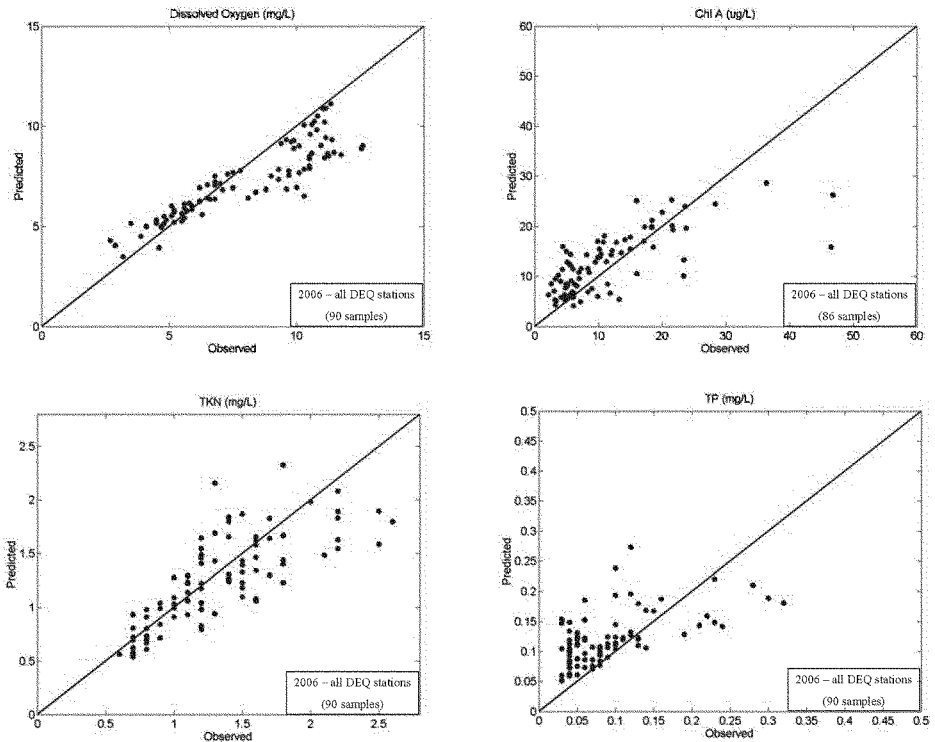 Dissolved Oxygen (mg/L)
15
10
5
0
Predicted
0 5 10 15
Observed
2006 – all DEQ stations
(90 samples)
Chl A (ug/L)
60
50
40
30
20
10
0
Predicted
0 10 20 30 40 50 60
Observed
2006 – all DEQ stations
(86 samples)
TKN (mg/L)
2.5
2
1.5
1
0.5
0
Predicted
0 0.5 1 1.5 2 2.5
Observed
2006 – all DEQ stations
(90 samples)
TP (mg/L)
0.5
0.45
0.4
0.35
0.3
0.25
0.2
0.15
0.1
0.05
0
Predicted
0 0.05 0.1 0.15 0.2 0.25 0.3 0.35 0.4 0.45 0.5
Observed
2006 – all DEQ stations
(90 samples)